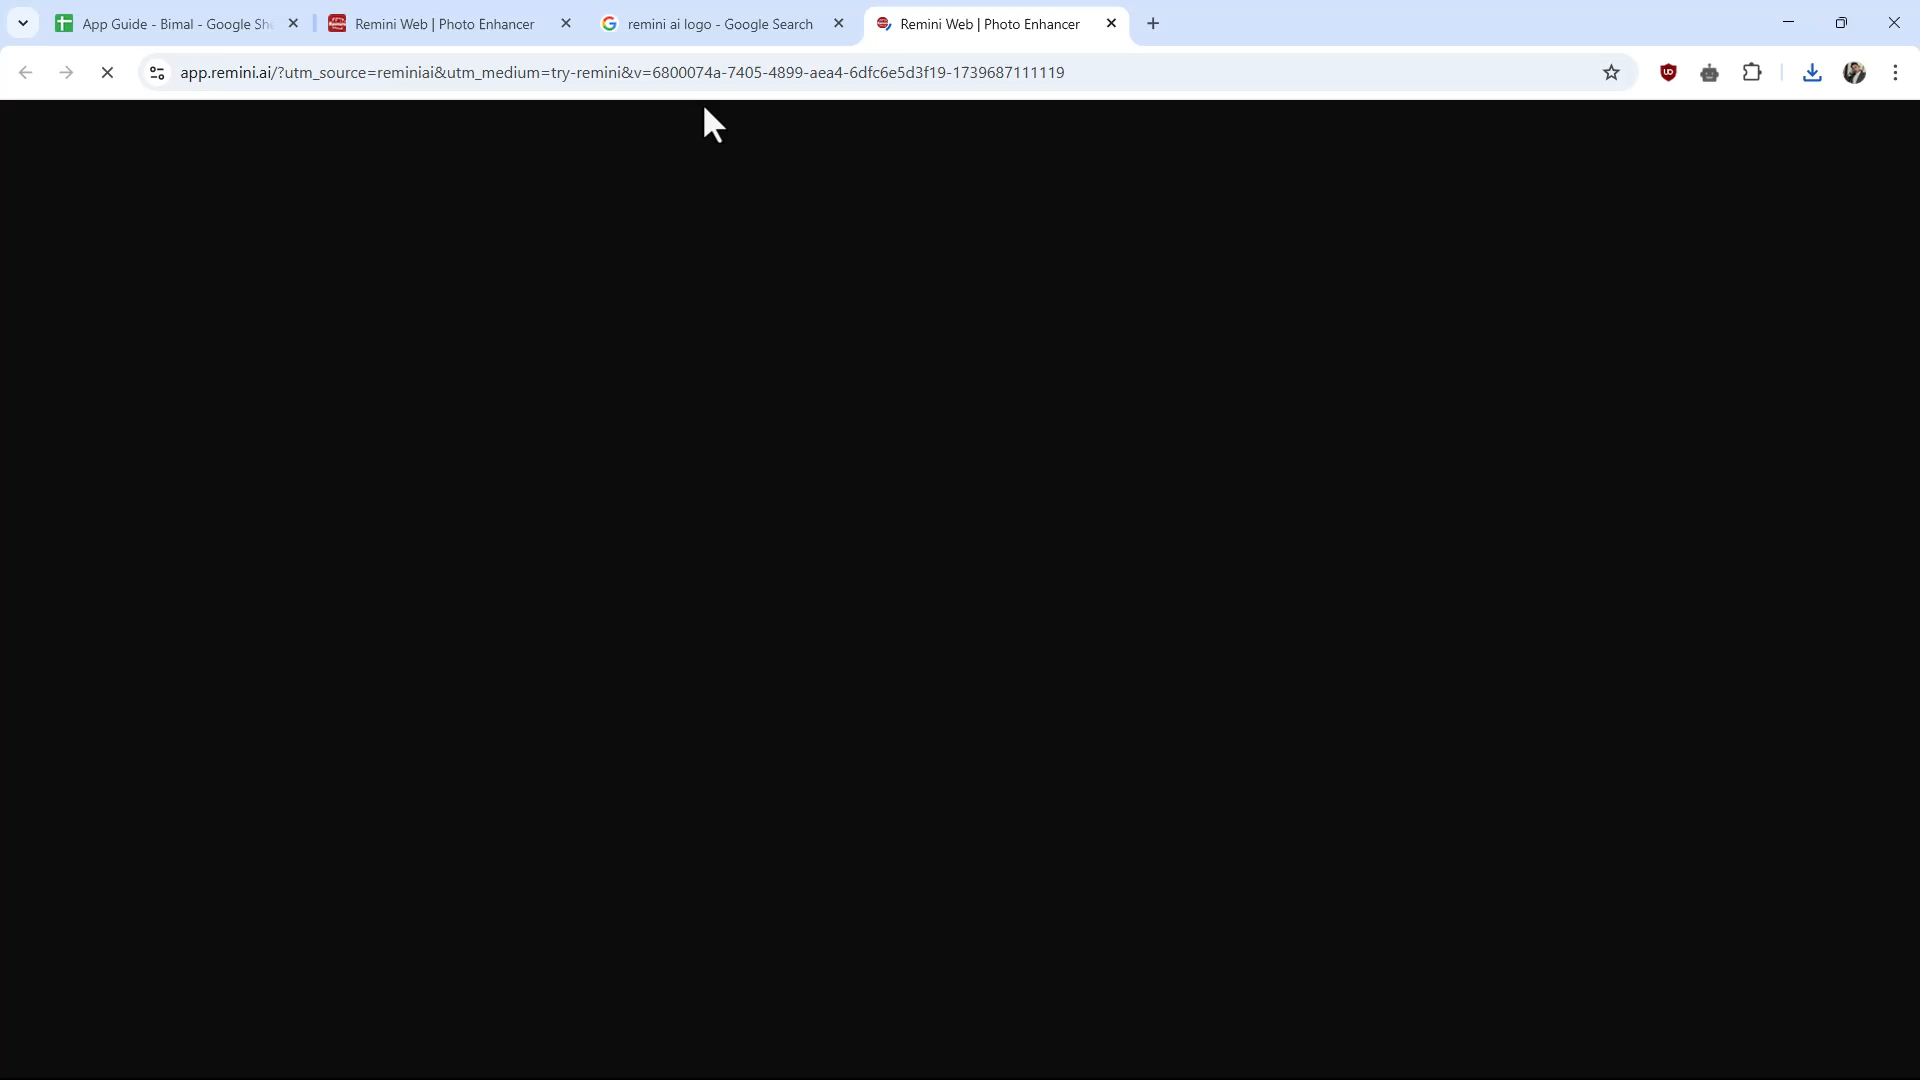 App Guide - Bimal - Google She
Remini Web | Photo Enhancer
remini ai logo - Google Search
Remini Web | Photo Enhancer
app.remini.ai/?utm_source=reminiai&utm_medium=try-remini&v=6800074a-7405-4899-aea4-6dfc6e5d3f19-1739687111119